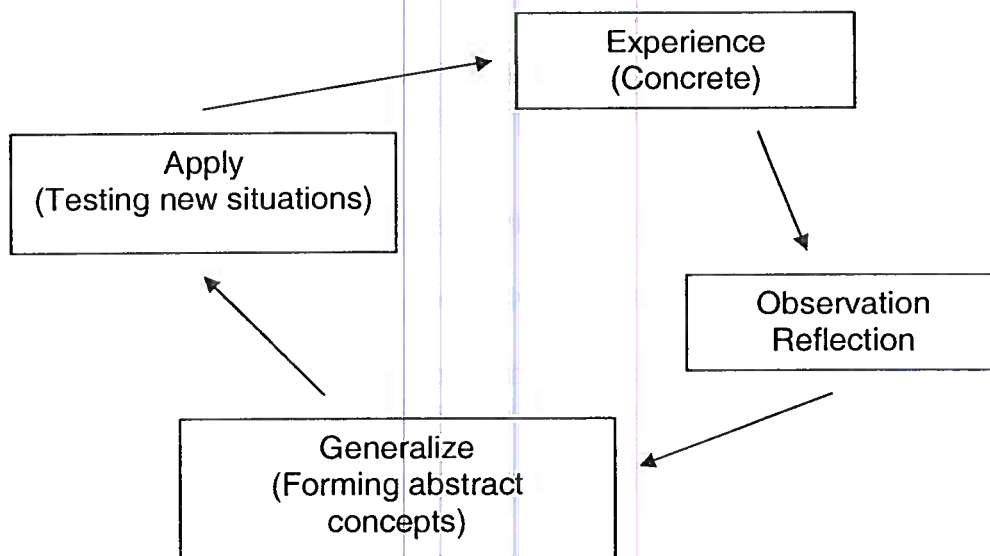 Experience
(Concrete)
Apply
(Testing new situations)
Observation
Reflection
Generalize
(Forming abstract
concepts)